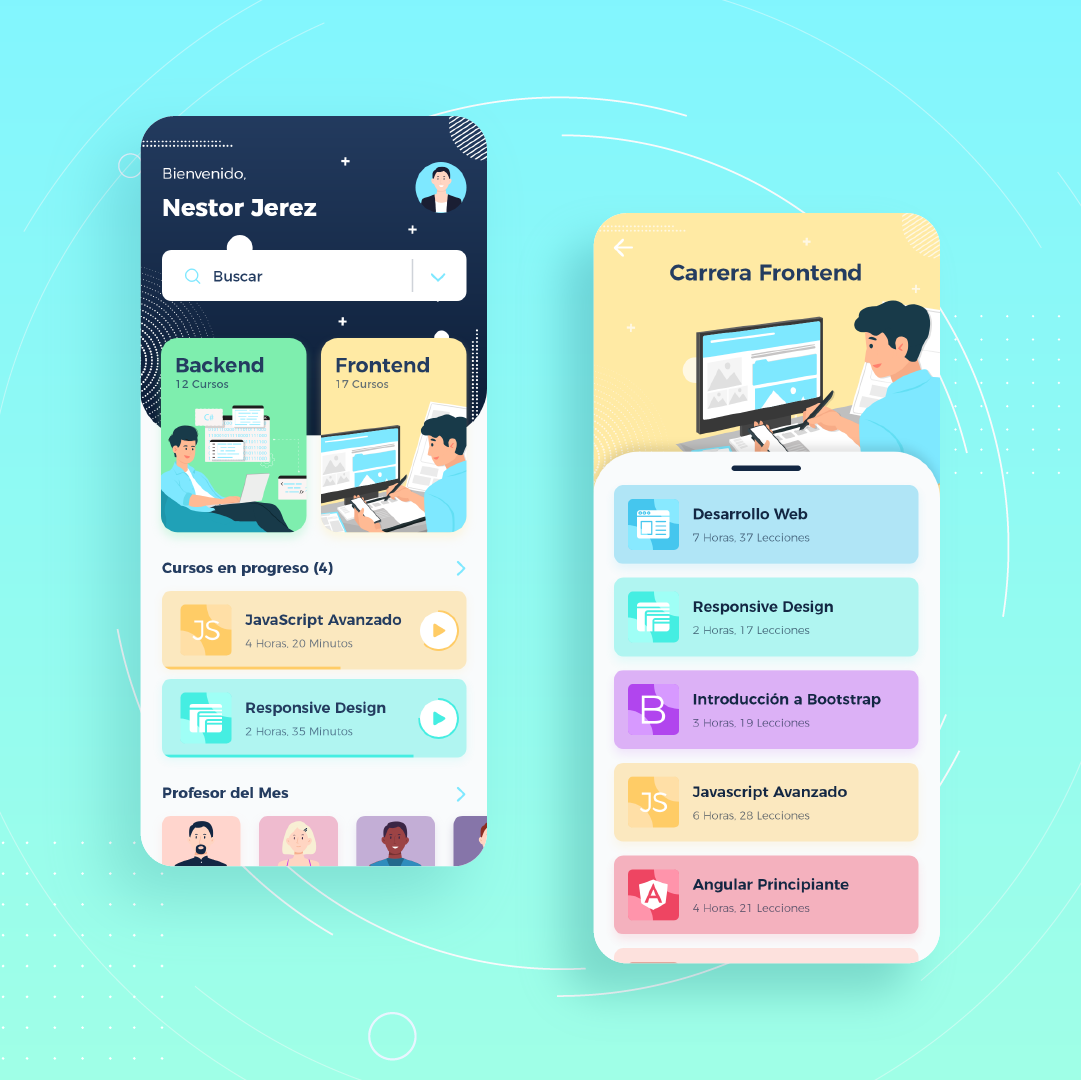 Bienvenido,
Nestor Jerez
Buscar
Backend
12 Cursos
C#
Frontend
17 Cursos
Cursos en progreso (4)
JS
JavaScript Avanzado
4 Horas, 20 Minutos
Responsive Design
2 Horas, 35 Minutos
Profesor del Mes
Carrera Frontend
Desarrollo Web
7 Horas, 37 Lecciones
Responsive Design
2 Horas, 17 Lecciones
B
Introducción a Bootstrap
3 Horas, 19 Lecciones
JS
Javascript Avanzado
6 Horas, 28 Lecciones
A
Angular Principiante
4 Horas, 21 Lecciones